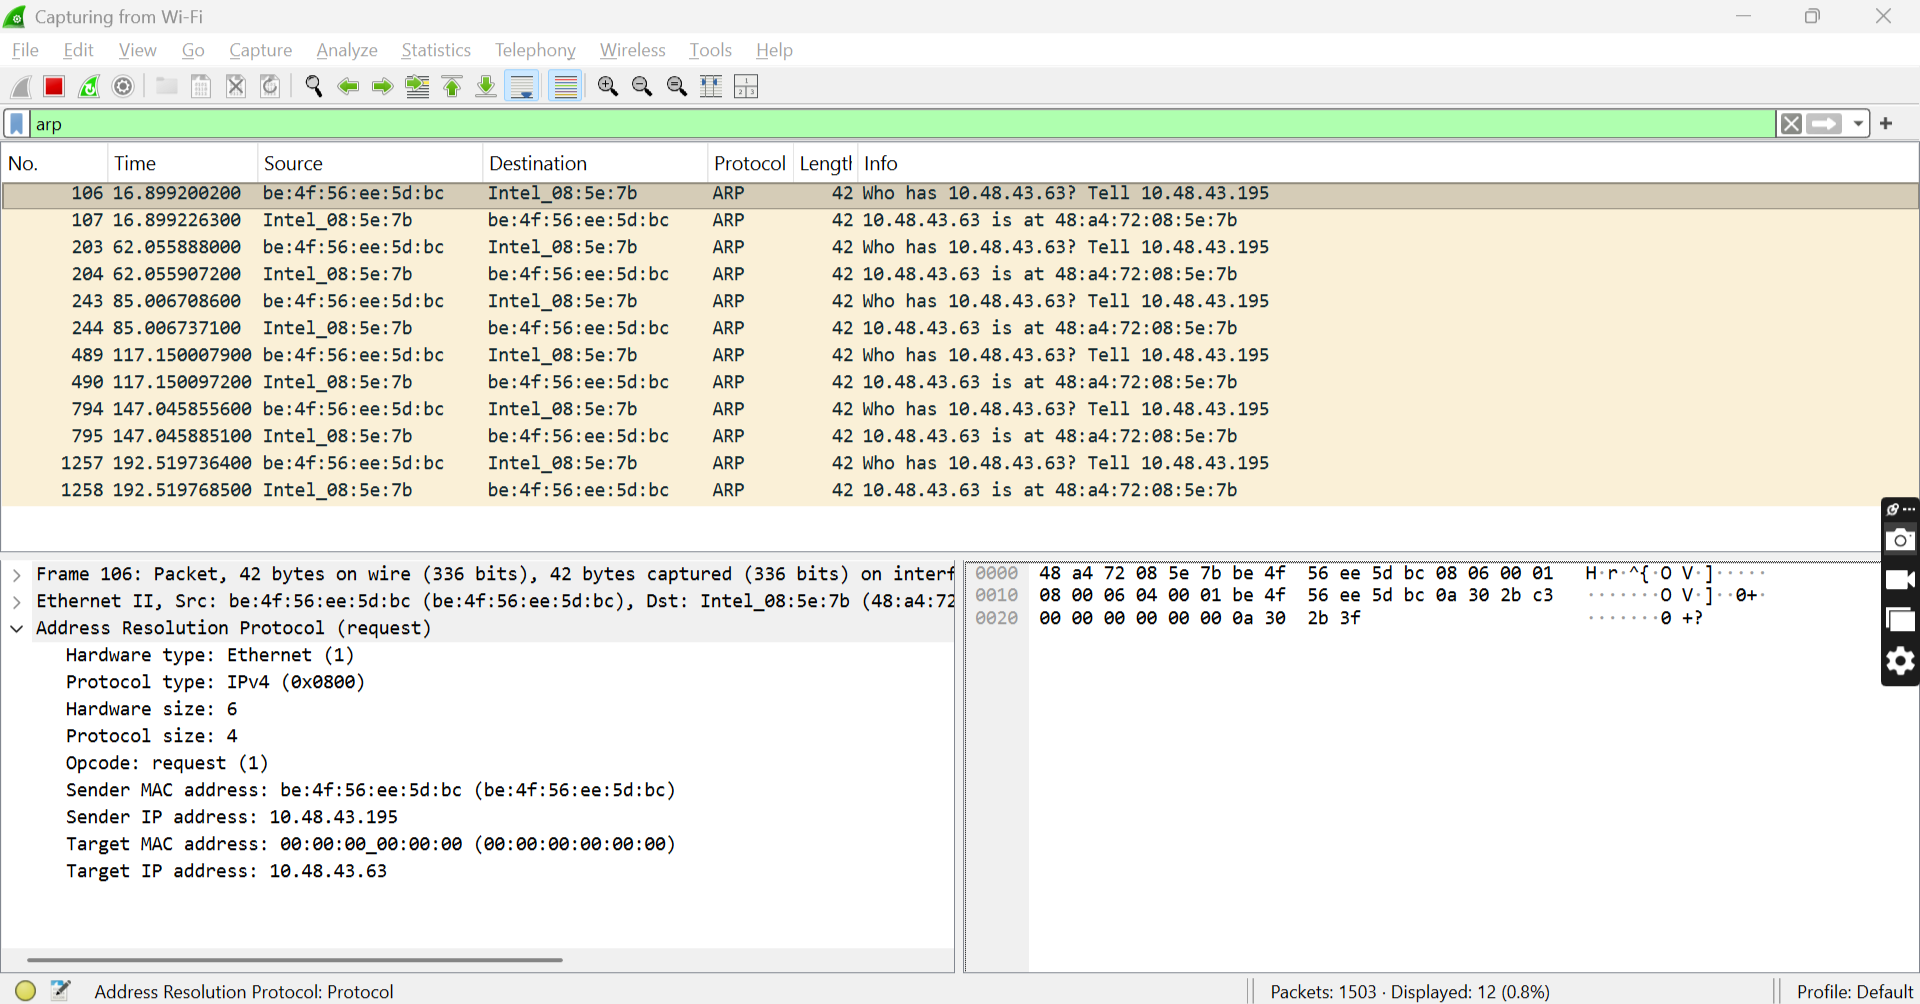 Capturing from Wi-Fi
File Edit View Go Capture Analyze Statistics Telephony Wireless Tools Help
arp
No. Time Source Destination Protocol Length Info
106 16.899200200 be:4f:56:ee:5d:bc Intel_08:5e:7b ARP 42 Who has 10.48.43.63? Tell 10.48.43.195
107 16.899226300 Intel_08:5e:7b be:4f:56:ee:5d:bc ARP 42 10.48.43.63 is at 48:a4:72:08:5e:7b
203 62.055888000 be:4f:56:ee:5d:bc Intel_08:5e:7b ARP 42 Who has 10.48.43.63? Tell 10.48.43.195
204 62.055907200 Intel_08:5e:7b be:4f:56:ee:5d:bc ARP 42 10.48.43.63 is at 48:a4:72:08:5e:7b
243 85.006708600 be:4f:56:ee:5d:bc Intel_08:5e:7b ARP 42 Who has 10.48.43.63? Tell 10.48.43.195
244 85.006737100 Intel_08:5e:7b be:4f:56:ee:5d:bc ARP 42 10.48.43.63 is at 48:a4:72:08:5e:7b
489 117.150007900 be:4f:56:ee:5d:bc Intel_08:5e:7b ARP 42 Who has 10.48.43.63? Tell 10.48.43.195
490 117.150097200 Intel_08:5e:7b be:4f:56:ee:5d:bc ARP 42 10.48.43.63 is at 48:a4:72:08:5e:7b
794 147.045855600 be:4f:56:ee:5d:bc Intel_08:5e:7b ARP 42 Who has 10.48.43.63? Tell 10.48.43.195
795 147.045885100 Intel_08:5e:7b be:4f:56:ee:5d:bc ARP 42 10.48.43.63 is at 48:a4:72:08:5e:7b
1257 192.519736400 be:4f:56:ee:5d:bc Intel_08:5e:7b ARP 42 Who has 10.48.43.63? Tell 10.48.43.195
1258 192.519768500 Intel_08:5e:7b be:4f:56:ee:5d:bc ARP 42 10.48.43.63 is at 48:a4:72:08:5e:7b
Frame 106: Packet, 42 bytes on wire (336 bits), 42 bytes captured (336 bits) on interf
Ethernet II, Src: be:4f:56:ee:5d:bc (be:4f:56:ee:5d:bc), Dst: Intel_08:5e:7b (48:a4:72
Address Resolution Protocol (request)
Hardware type: Ethernet (1)
Protocol type: IPv4 (0x0800)
Hardware size: 6
Protocol size: 4
Opcode: request (1)
Sender MAC address: be:4f:56:ee:5d:bc (be:4f:56:ee:5d:bc)
Sender IP address: 10.48.43.195
Target MAC address: 00:00:00_00:00:00 (00:00:00:00:00:00)
Target IP address: 10.48.43.63
0000 48 a4 72 08 5e 7b be 4f 56 ee 5d bc 08 06 00 01 H·r·^{·O V·]·····
0010 08 00 06 04 00 01 be 4f 56 ee 5d bc 0a 30 2b c3 ·······O V·]··0+·
0020 00 00 00 00 00 00 0a 30 2b 3f ·······0 +?
Address Resolution Protocol: Protocol
Packets: 1503 · Displayed: 12 (0.8%)
Profile: Default